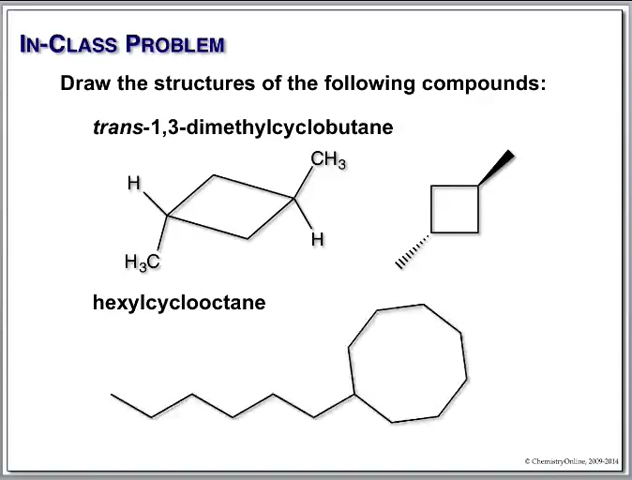 IN-CLASS PROBLEM
Draw the structures of the following compounds:
trans-1,3-dimethylcyclobutane
CH₃
H
H
H₃C
hexylcyclooctane
© ChemistryOnline, 2009-2014